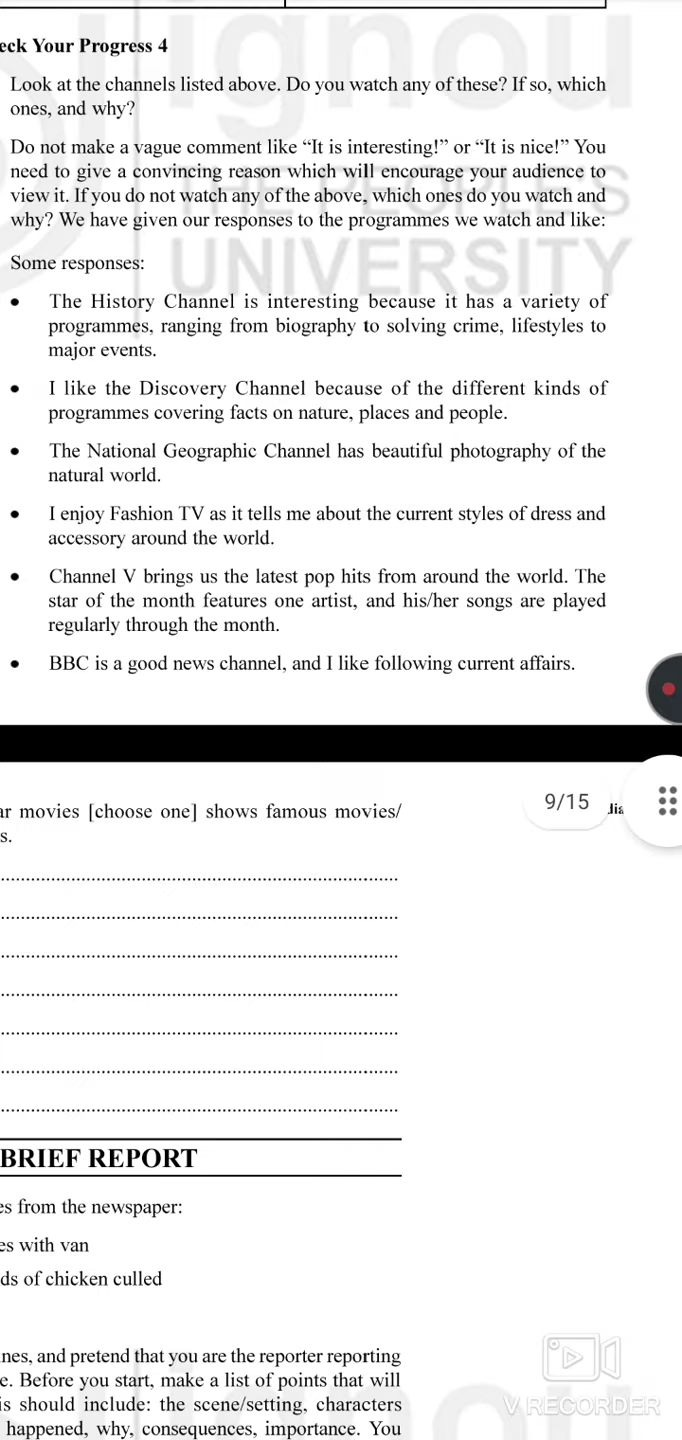 eck Your Progress 4
ignou
Look at the channels listed above. Do you watch any of these? If so, which
ones, and why?
Do not make a vague comment like “It is interesting!” or “It is nice!” You
need to give a convincing reason which will encourage your audience to
view it. If you do not watch any of the above, which ones do you watch and
why? We have given our responses to the programmes we watch and like:
THE PEOPLE'S
UNIVERSITY
Some responses:
• The History Channel is interesting because it has a variety of
programmes, ranging from biography to solving crime, lifestyles to
major events.
• I like the Discovery Channel because of the different kinds of
programmes covering facts on nature, places and people.
• The National Geographic Channel has beautiful photography of the
natural world.
• I enjoy Fashion TV as it tells me about the current styles of dress and
accessory around the world.
• Channel V brings us the latest pop hits from around the world. The
star of the month features one artist, and his/her songs are played
regularly through the month.
• BBC is a good news channel, and I like following current affairs.
9/15
dia
ar movies [choose one] shows famous movies/
s.
BRIEF REPORT
es from the newspaper:
es with van
ds of chicken culled
nes, and pretend that you are the reporter reporting
e. Before you start, make a list of points that will
is should include: the scene/setting, characters
happened, why, consequences, importance. You
V RECORDER